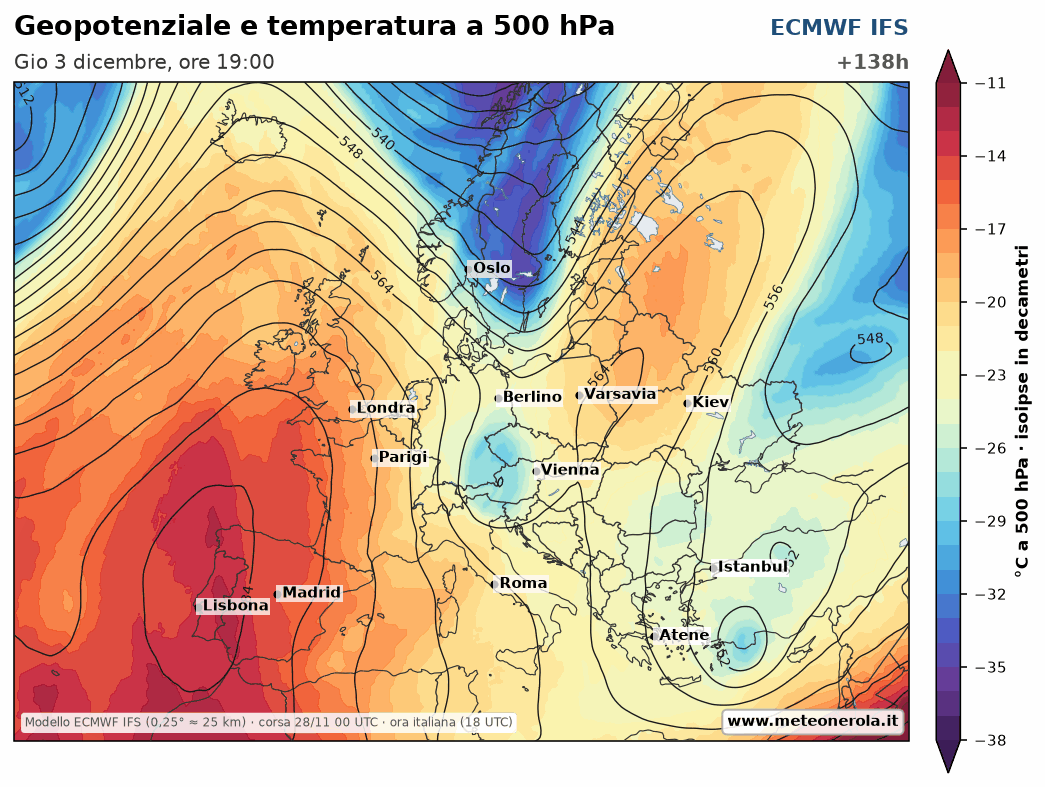 Geopotenziale e temperatura a 500 hPa
ECMWF IFS
Gio 3 dicembre, ore 19:00
+138h
512
540
548
544
564
556
548
560
564
Oslo
Berlino
Varsavia
Kiev
Londra
Parigi
Vienna
Istanbul
Roma
Madrid
Lisbona
Atene
Modello ECMWF IFS (0,25° ≈ 25 km) · corsa 28/11 00 UTC · ora italiana (18 UTC)
www.meteonerola.it
−11
−14
−17
−20
−23
−26
−29
−32
−35
−38
°C a 500 hPa · isoipse in decametri